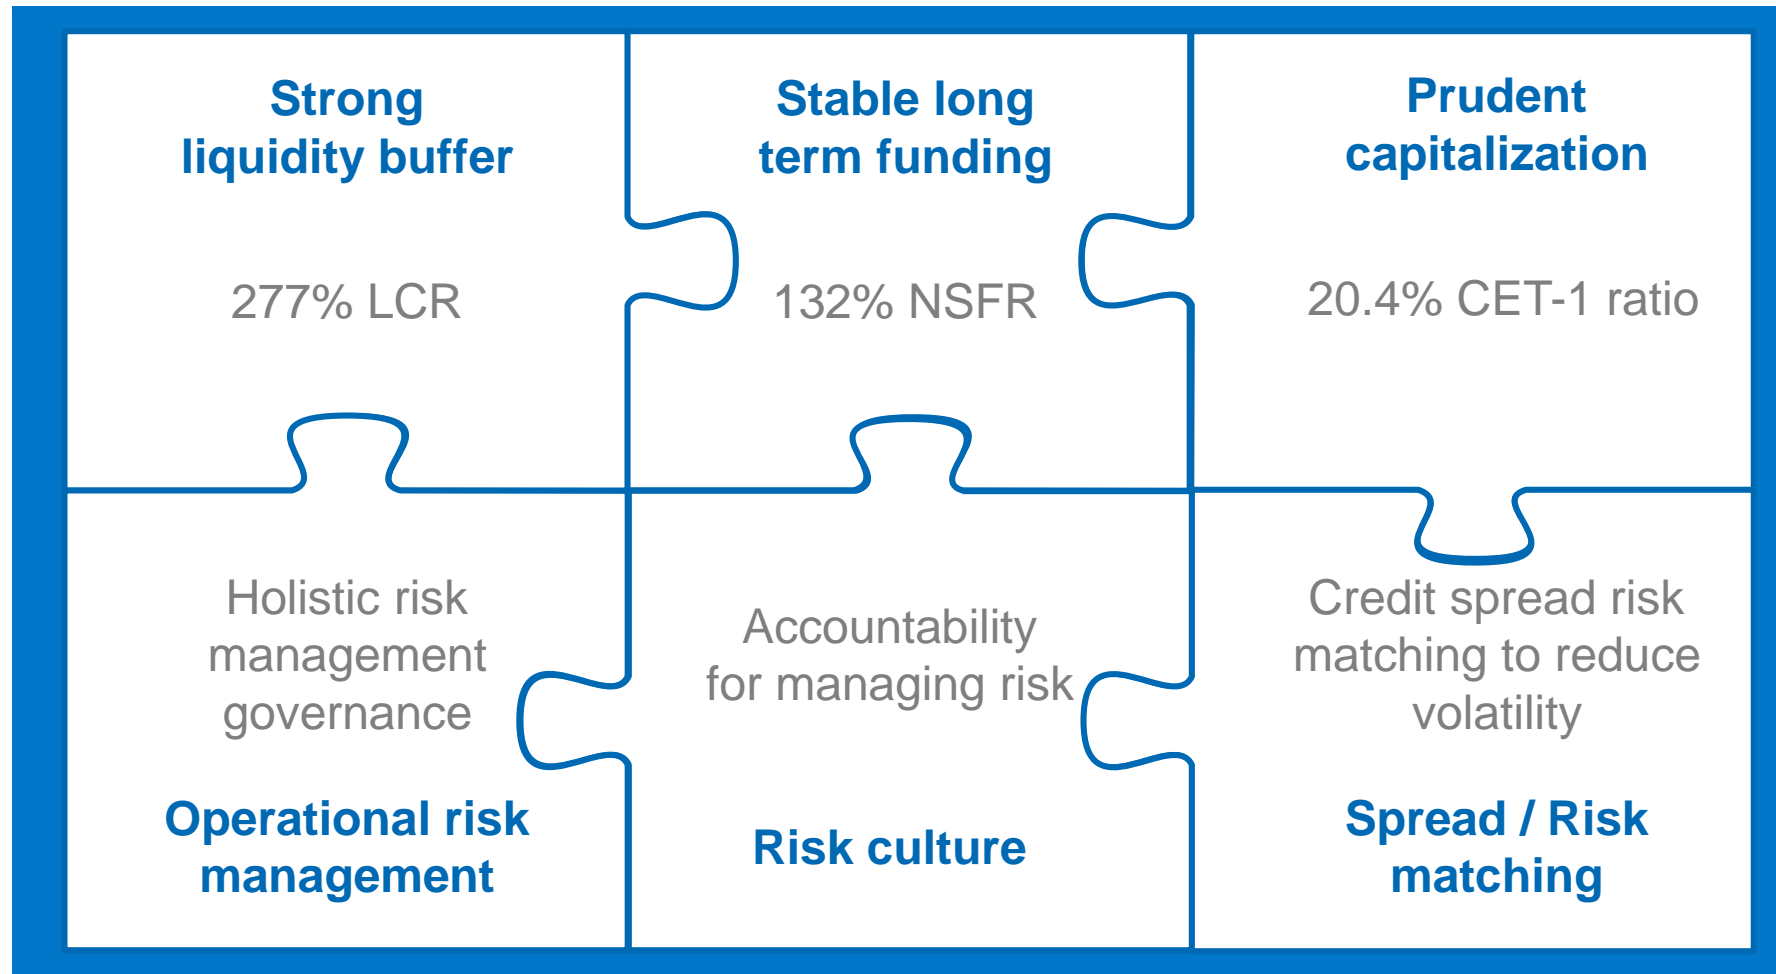 Strong
liquidity buffer
277% LCR
Stable long
term funding
132% NSFR
Prudent
capitalization
20.4% CET-1 ratio
Holistic risk
management
governance
Operational risk
management
Accountability
for managing risk
Risk culture
Credit spread risk
matching to reduce
volatility
Spread / Risk
matching